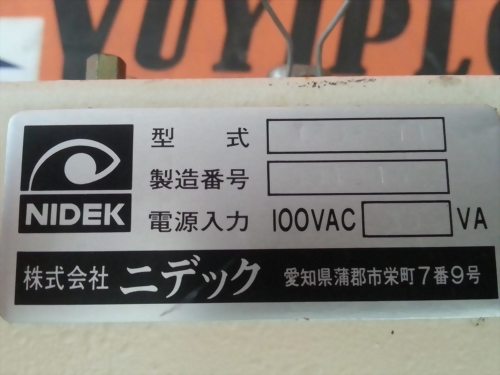 YUYIPLC
NIDEK
型式
製造番号
電源入力 100VAC VA
株式会社 ニデック 愛知県蒲郡市栄町7番9号